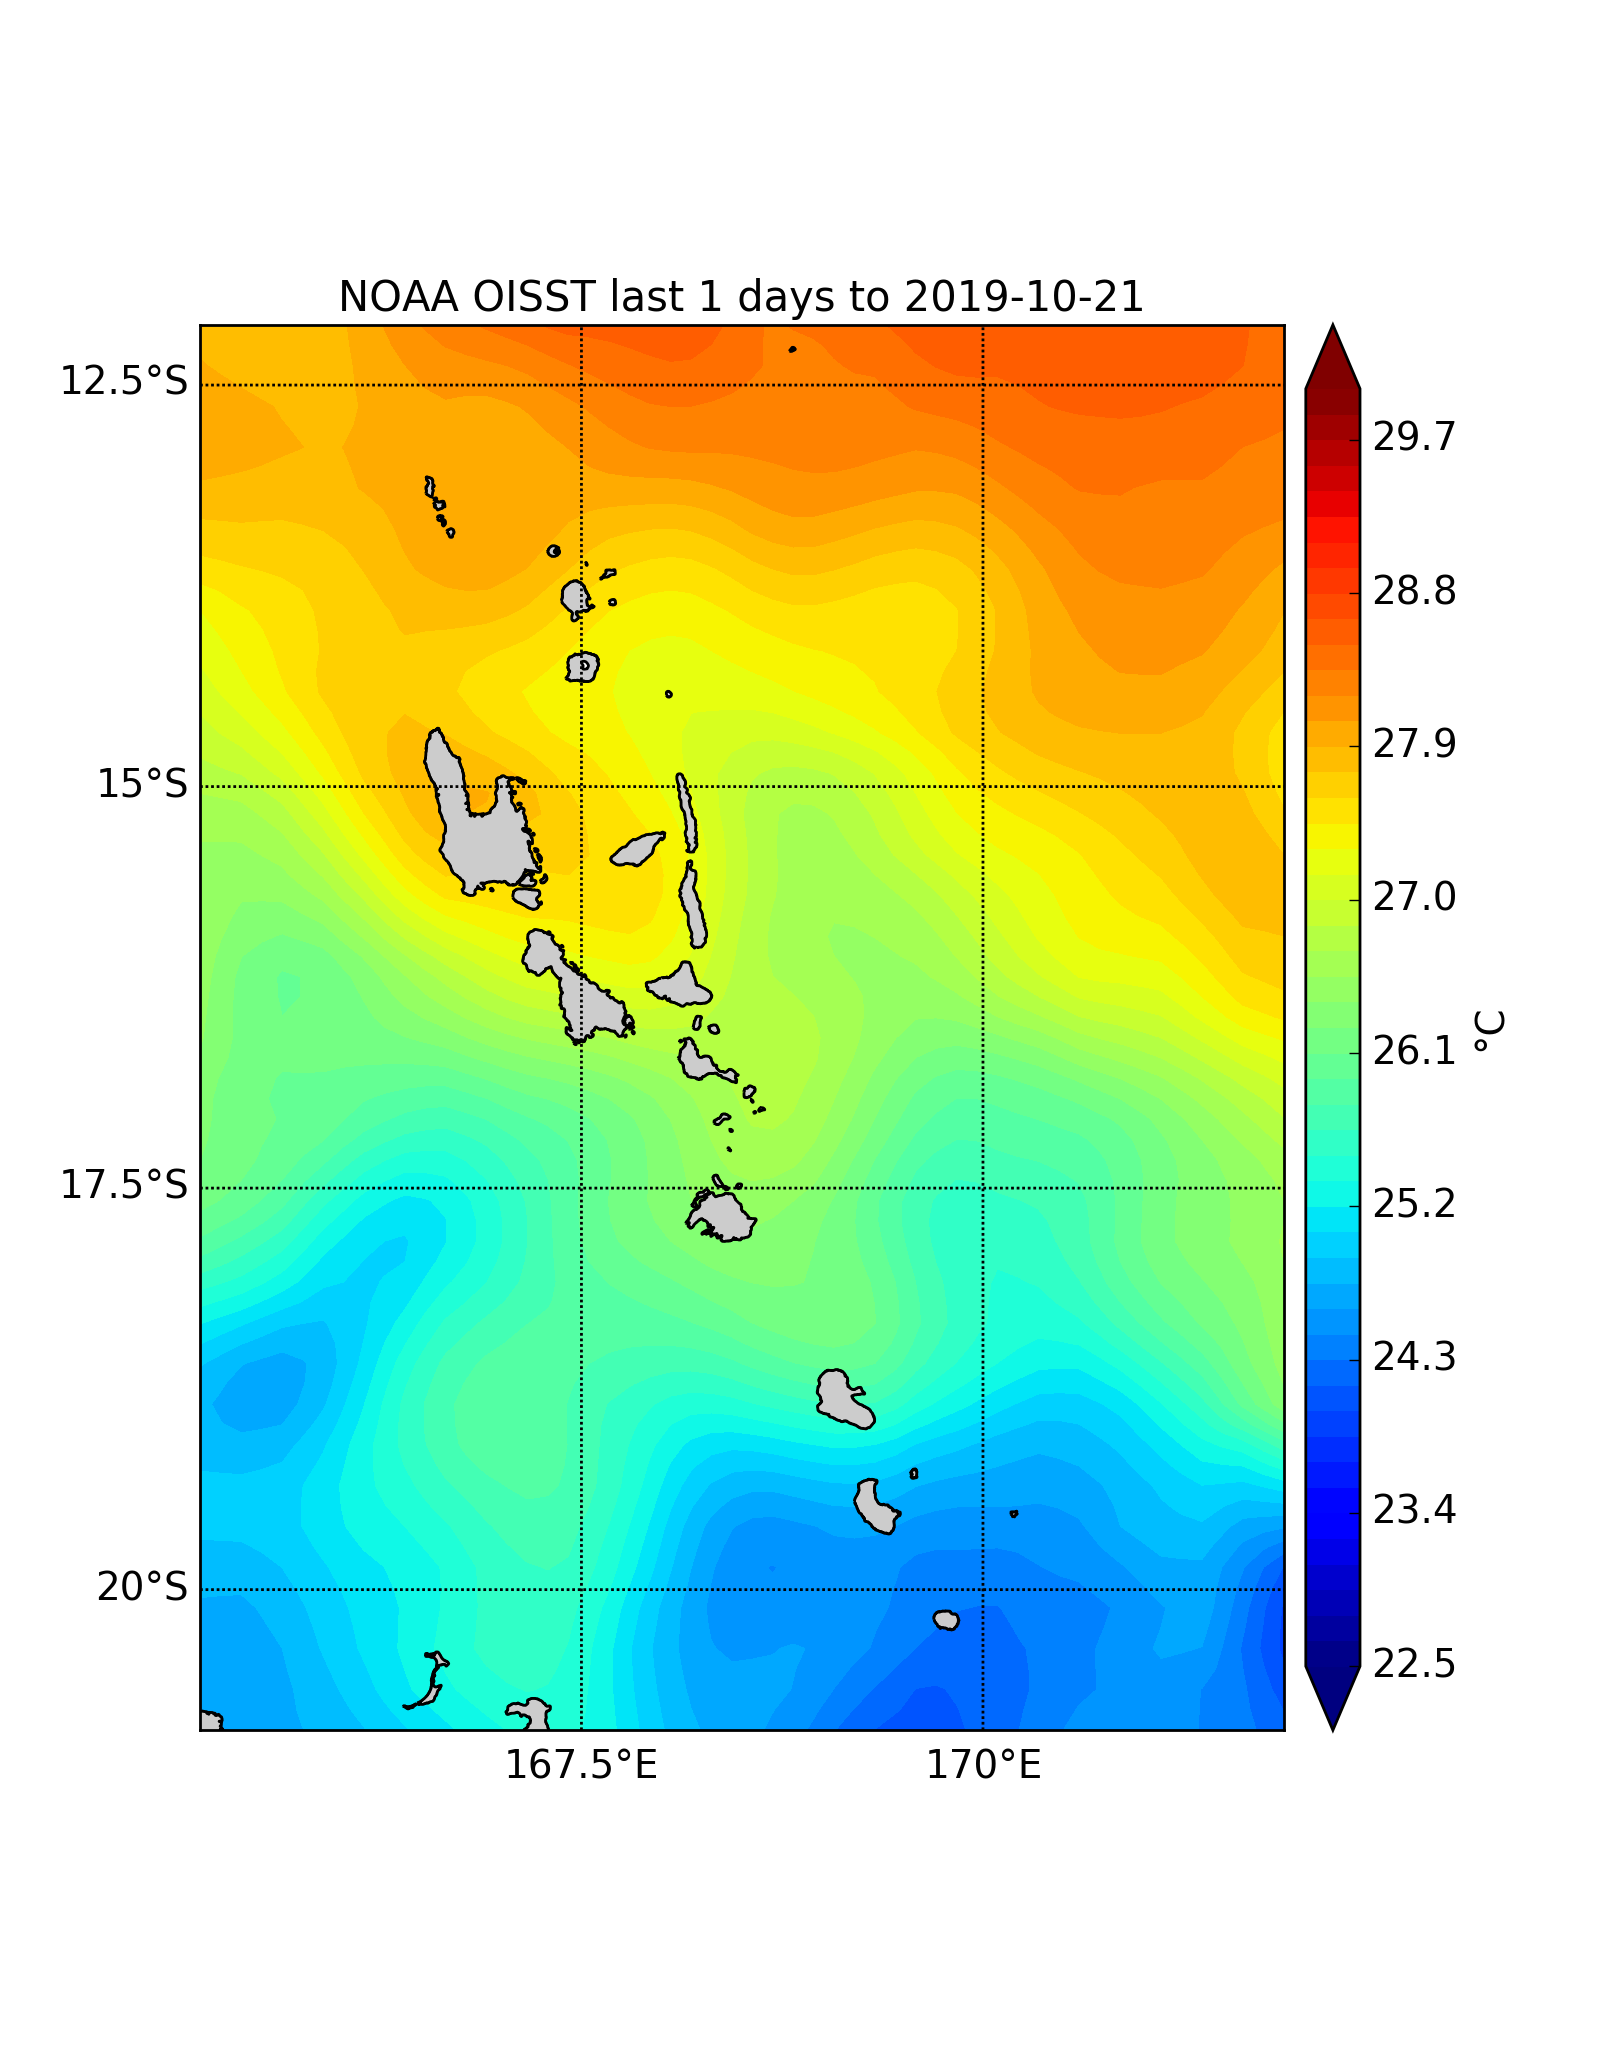 NOAA OISST last 1 days to 2019-10-21
12.5°S
15°S
17.5°S
20°S
167.5°E
170°E
29.7
28.8
27.9
27.0
26.1
25.2
24.3
23.4
22.5
°C